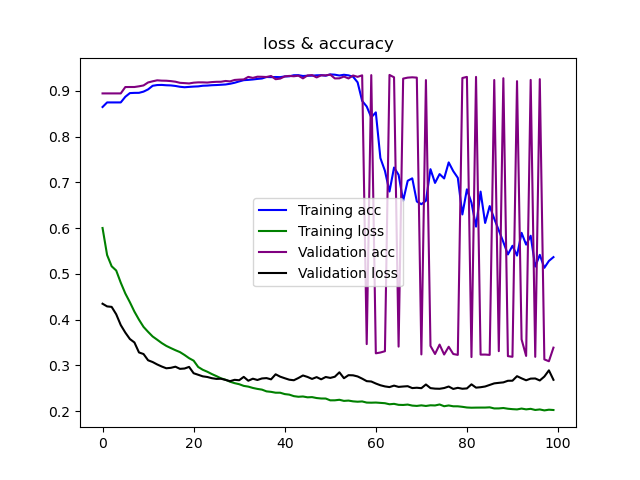 loss & accuracy
0.9
0.8
0.7
0.6
0.5
0.4
0.3
0.2
Training acc
Training loss
Validation acc
Validation loss
0 20 40 60 80 100